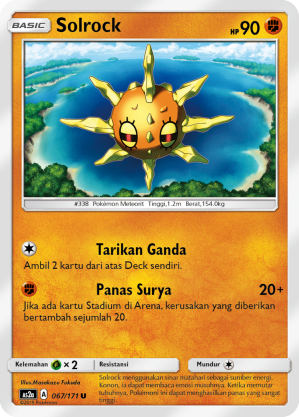 BASIC Solrock HP90
#338 Pokémon Meteorit Tinggi,1.2m Berat,154.0kg
Tarikan Ganda
Ambil 2 kartu dari atas Deck sendiri.
Panas Surya 20+
Jika ada kartu Stadium di Arena, kerusakan yang diberikan
bertambah sejumlah 20.
Kelemahan ×2 Resistansi Mundur
Illus.Masakazu Fukuda
Solrock menggunakan sinar matahari sebagai sumber energi.
Konon, ia dapat membaca emosi musuhnya. Ketika memutar
tubuhnya, Pokémon ini memancarkan energi yang sangat
panas.
as2a A 067/171 U